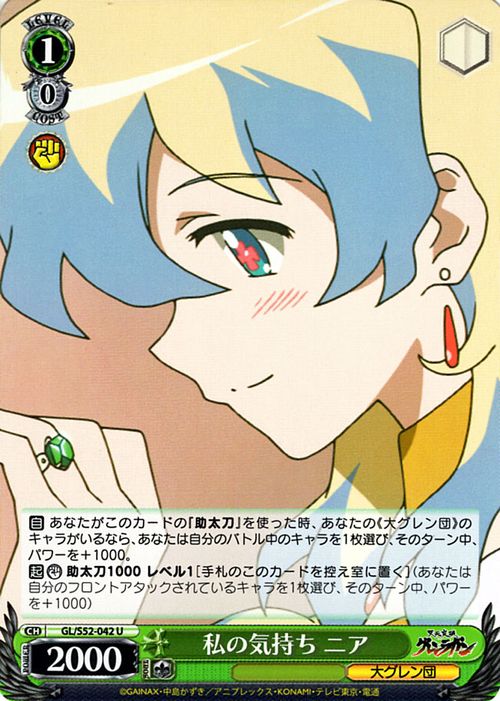 LEVEL
1
0
COST
自 あなたがこのカードの『助太刀』を使った時、あなたの《大グレン団》の
キャラがいるなら、あなたは自分のバトル中のキャラを1枚選び、そのターン中、
パワーを＋1000。
起 助太刀1000 レベル1［手札のこのカードを控え室に置く］（あなたは
自分のフロントアタックされているキャラを1枚選び、そのターン中、パワー
を＋1000）
CH GL/S52-042 U
私の気持ち ニア
天元突破
グレンラガン
POWER
2000
SOUL
大グレン団
©GAINAX・中島かずき／アニプレックス・KONAMI・テレビ東京・電通